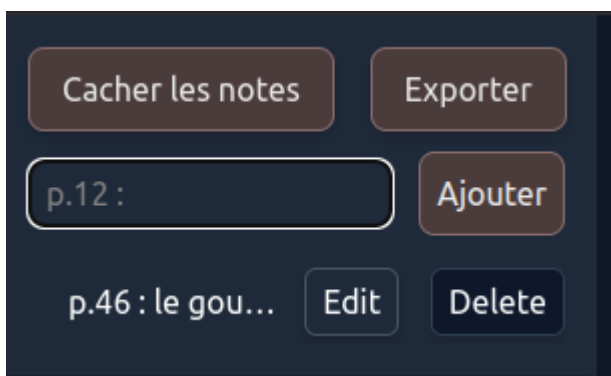 Cacher les notes Exporter
p.12 : Ajouter
p.46 : le gou... Edit Delete